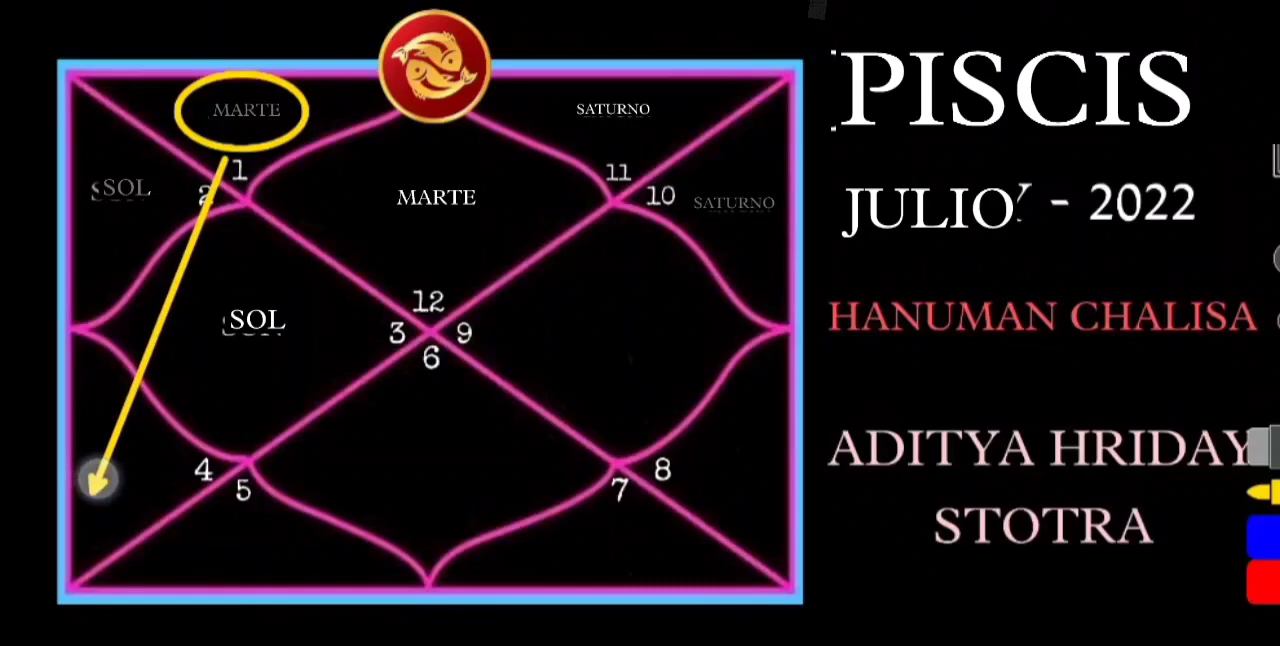 PISCIS
JULIO - 2022
HANUMAN CHALISA
ADITYA HRIDAY
STOTRA
MARTE
SATURNO
1
11
2
SOL
MARTE
10
SATURNO
SOL
12
3
9
6
4
5
7
8